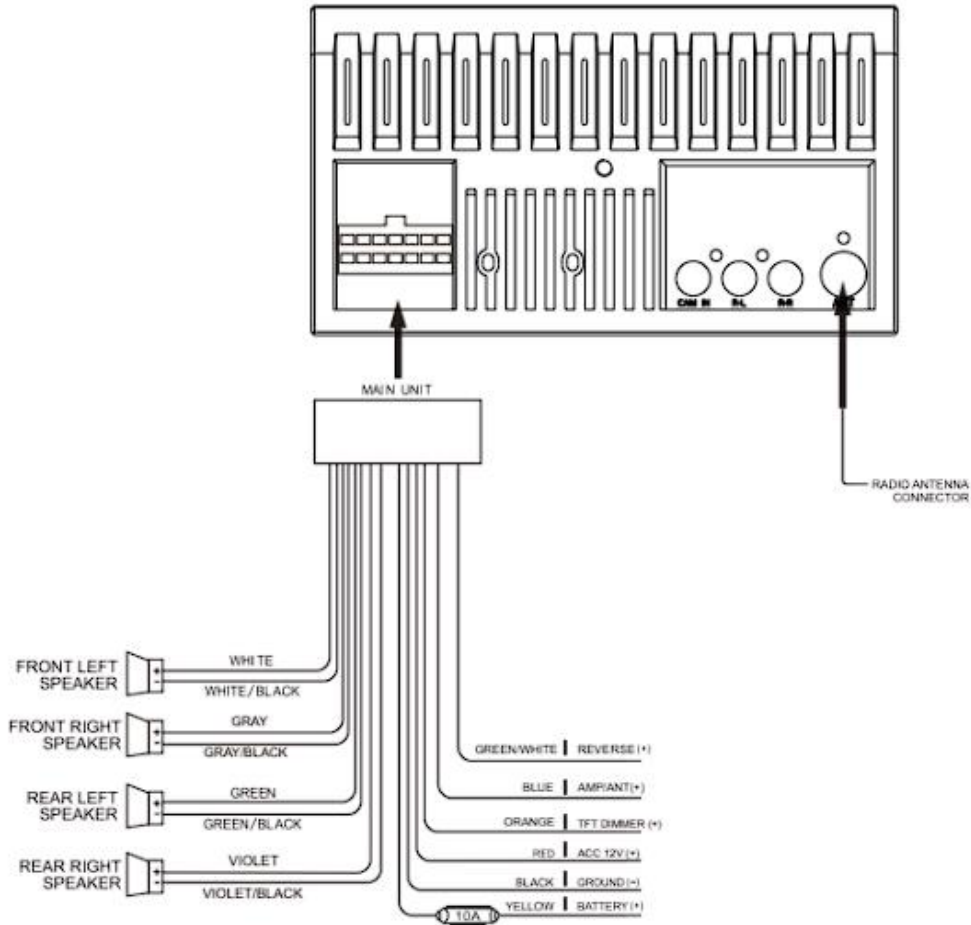 CAM IN
R-L
R-R
MAIN UNIT
RADIO ANTENNA
CONNECTOR
FRONT LEFT
SPEAKER
WHITE
WHITE/BLACK
FRONT RIGHT
SPEAKER
GRAY
GRAY/BLACK
REAR LEFT
SPEAKER
GREEN
GREEN/BLACK
REAR RIGHT
SPEAKER
VIOLET
VIOLET/BLACK
GREEN/WHITE | REVERSE (+)
BLUE | AMP/ANT(+)
ORANGE | TFT DIMMER (+)
RED | ACC 12V (+)
BLACK | GROUND (-)
YELLOW | BATTERY (+)
10A